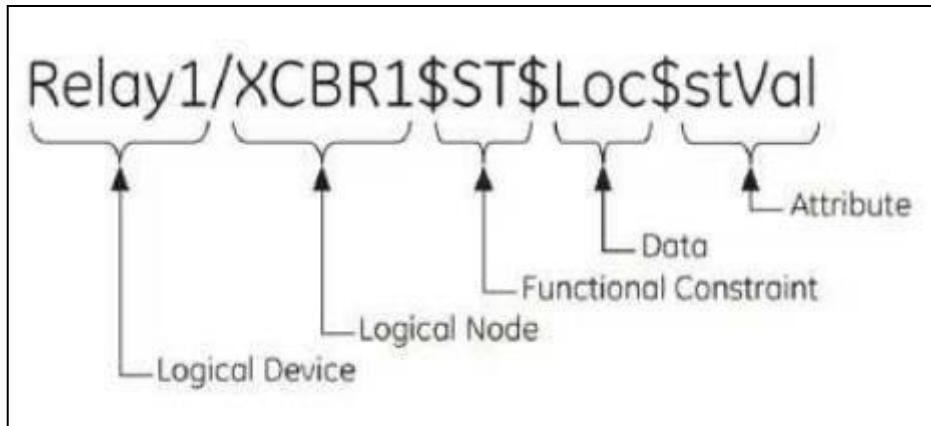 Relay1/XCBR1$ST$Loc$stVal
Attribute
Data
Functional Constraint
Logical Node
Logical Device